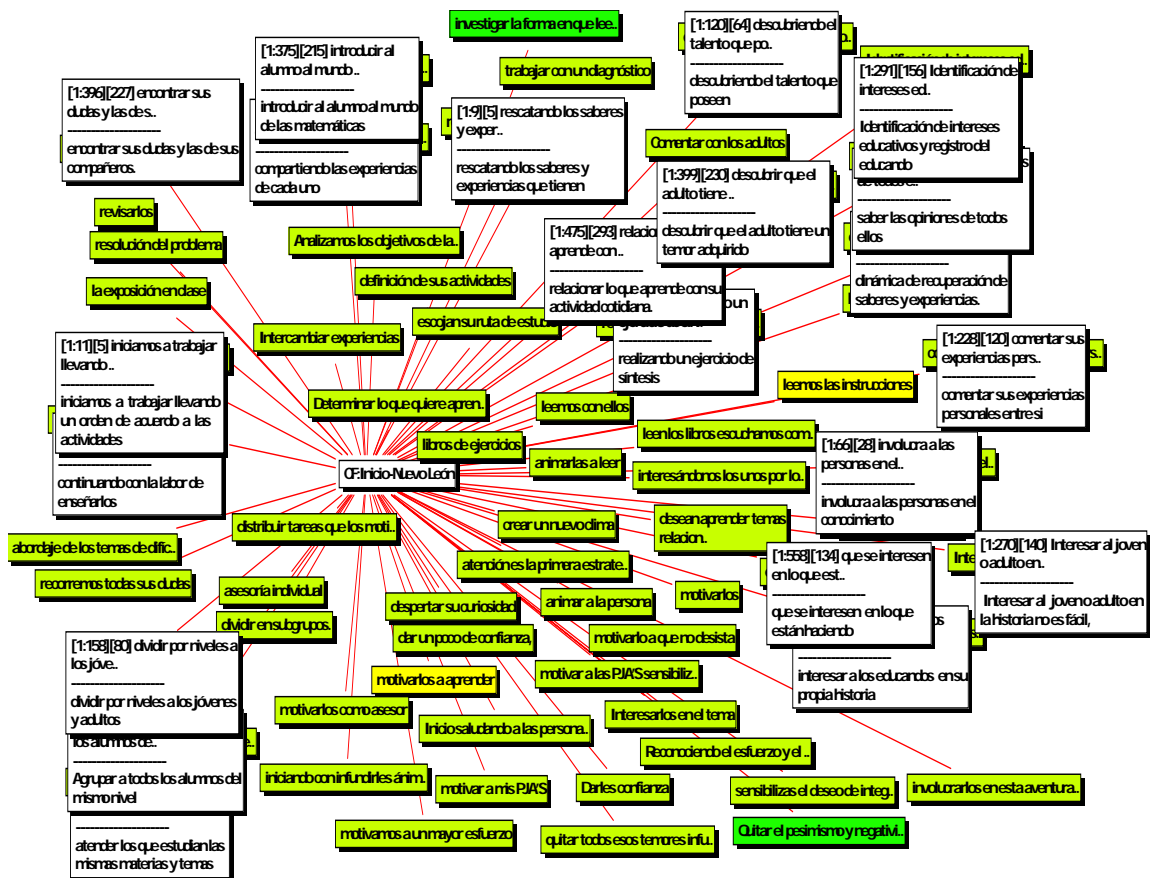 investigar la forma en que lee..
trabajar con un diagnóstico
[1:120][64] descubriendo el
talento que po..
descubriendo el talento que
poseen
[1:375][215] introducir al
alumno al mundo ..
introducir al alumno al mundo
de las matemáticas
compartiendo las experiencias
de cada uno
[1:396][227] encontrar sus
dudas y las de s..
encontrar sus dudas y las de sus
compañeros.
[1:9][5] rescatando los saberes
y exper..
rescatando los saberes y
experiencias que tienen
[1:291][156] Identificación de
intereses ed..
Identificación de intereses
educativos y registro del
educando
saber las opiniones de todos
ellos
dinámica de recuperación de
saberes y experiencias.
Comentar con los adultos
[1:399][230] descubrir que el
adulto tiene ..
descubrir que el adulto tiene un
temor adquirido
[1:475][293] relacio
aprende con ..
relacionar lo que aprende con su
actividad cotidiana.
realizando un ejercicio de
síntesis
revisarlos
resolución del problema
la exposición en clase
Analizamos los objetivos de la..
definición de sus actividades
escojan su ruta de estudi
Intercambiar experiencias
[1:11][5] iniciamos a trabajar
llevando ..
iniciamos a trabajar llevando
un orden de acuerdo a las
actividades
continuando con la labor de
enseñarlos
[1:228][120] comentar sus
experiencias pers..
comentar sus experiencias
personales entre si
leemos las instrucciones
Determinar lo que quiere apren..
leemos con ellos
libros de ejercicios
leen los libros escuchamos com..
animarlas a leer
interesándonos los unos por lo..
CF:Inicio-Nuevo León
[1:66][28] involucra a las
personas en el..
involucra a las personas en el
conocimiento
distribuir tareas que los moti..
crear un nuevo clima
desean aprender temas
relacion..
abordaje de los temas de difíc..
recorremos todas sus dudas
atención es la primera estrate..
[1:558][134] que se interesen
en lo que est..
que se interesen en lo que
están haciendo
[1:270][140] Interesar al joven
o adulto en..
Interesar al joven o adulto en
la historia no es fácil,
interesar a los educandos en su
propia historia
asesoría individual
dividir en subgrupos.
despertar su curiosidad
animar a la persona
motivarlos
dar un poco de confianza,
motivarlo a que no desista
[1:158][80] dividir por niveles a
los jóve..
dividir por niveles a los jóvenes
y adultos
los alumnos de..
Agrupar a todos los alumnos del
mismo nivel
atender los que estudian las
mismas materias y temas
motivarlos a aprender
motivar a las PJA'S sensibiliz..
motivarlos como asesor
Inicio saludando a las persona..
Interesarlos en el tema
Reconociendo el esfuerzo y el ..
iniciando con infundirles ánim..
motivar a mis PJA'S
Darles confianza
sensibilizas el deseo de integ..
involucrarlos en esta aventura..
motivamos a un mayor esfuerzo
quitar todos esos temores infu..
Quitar el pesimismo y negativi..